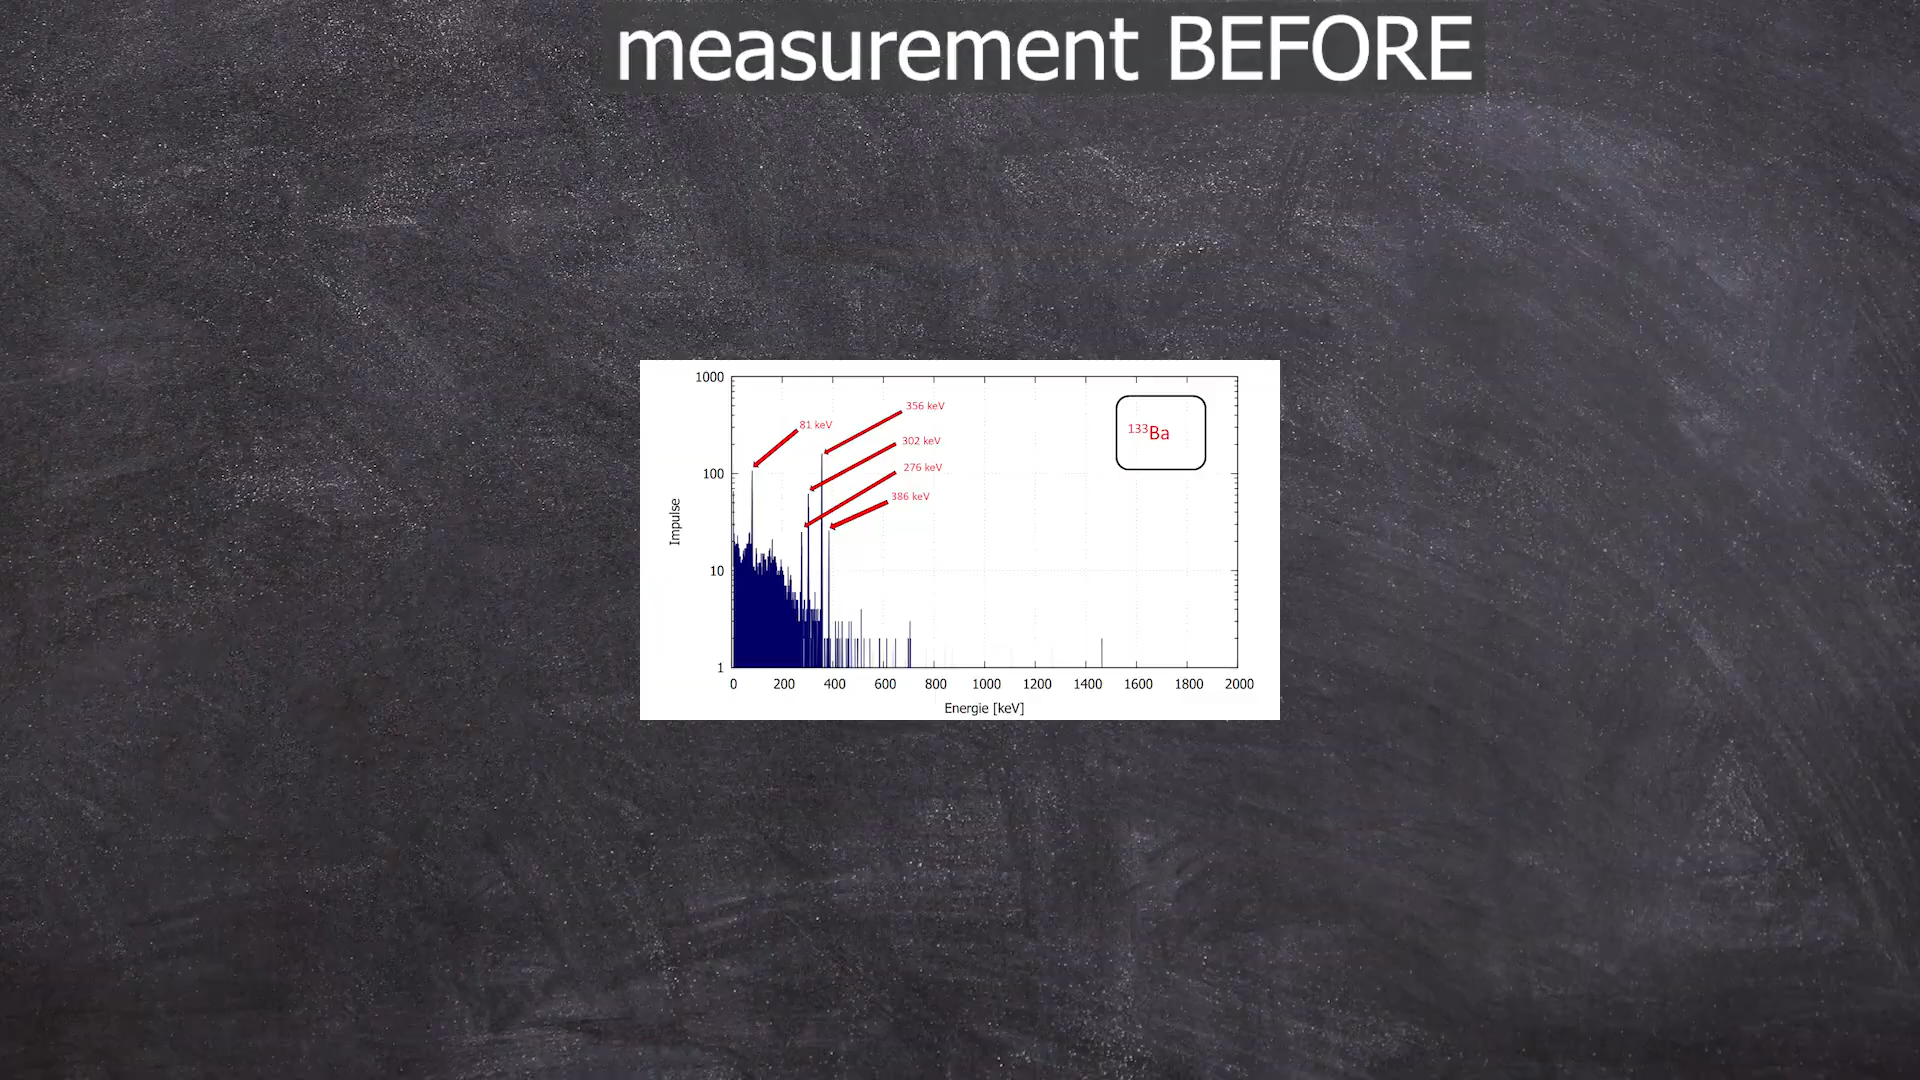 measurement BEFORE
1000
100
10
1
Impulse
81 keV
356 keV
302 keV
276 keV
386 keV
133Ba
0 200 400 600 800 1000 1200 1400 1600 1800 2000
Energie [keV]